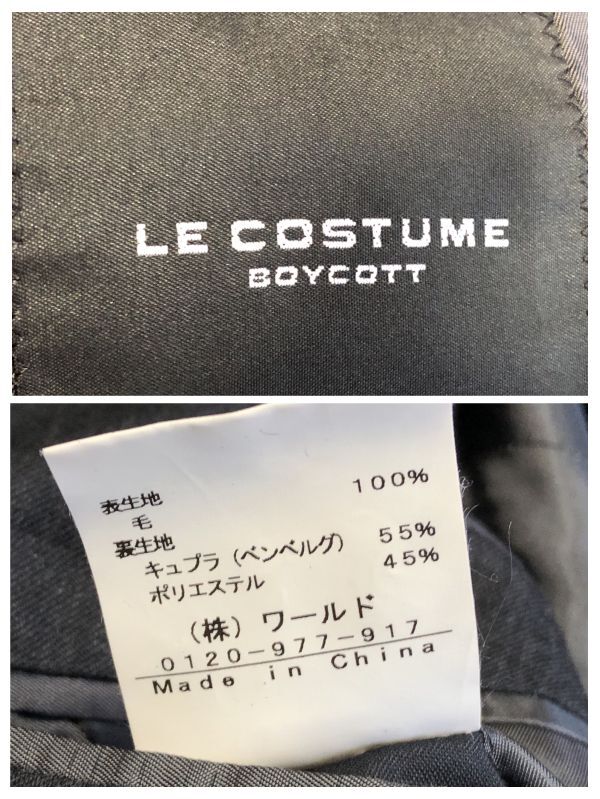 LE COSTUME
BOYCOTT
表生地
毛 100%
裏生地
キュプラ (ベンベルグ) 55%
ポリエステル 45%
(株) ワールド
0120-977-917
Made in China